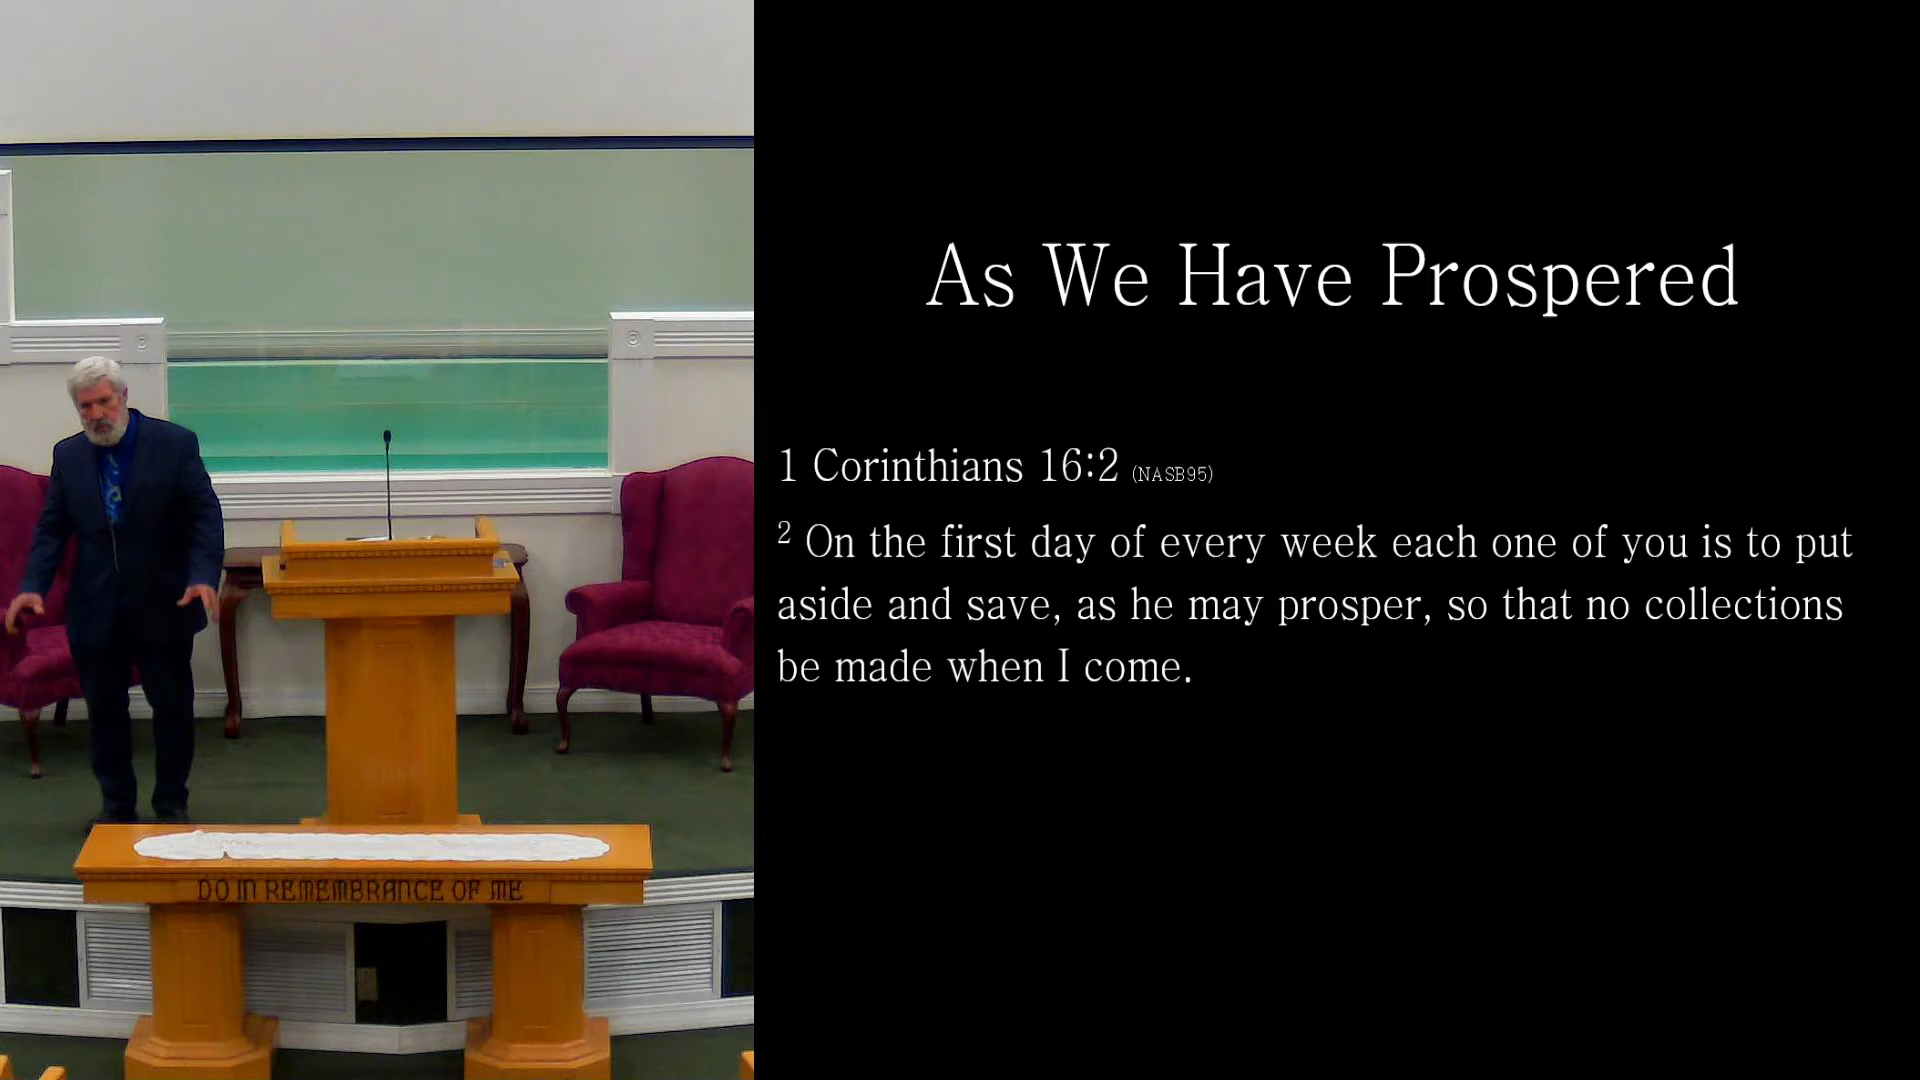 As We Have Prospered
1 Corinthians 16:2 (NASB95)
2 On the first day of every week each one of you is to put
aside and save, as he may prosper, so that no collections
be made when I come.
DO IN REMEMBRANCE OF ME